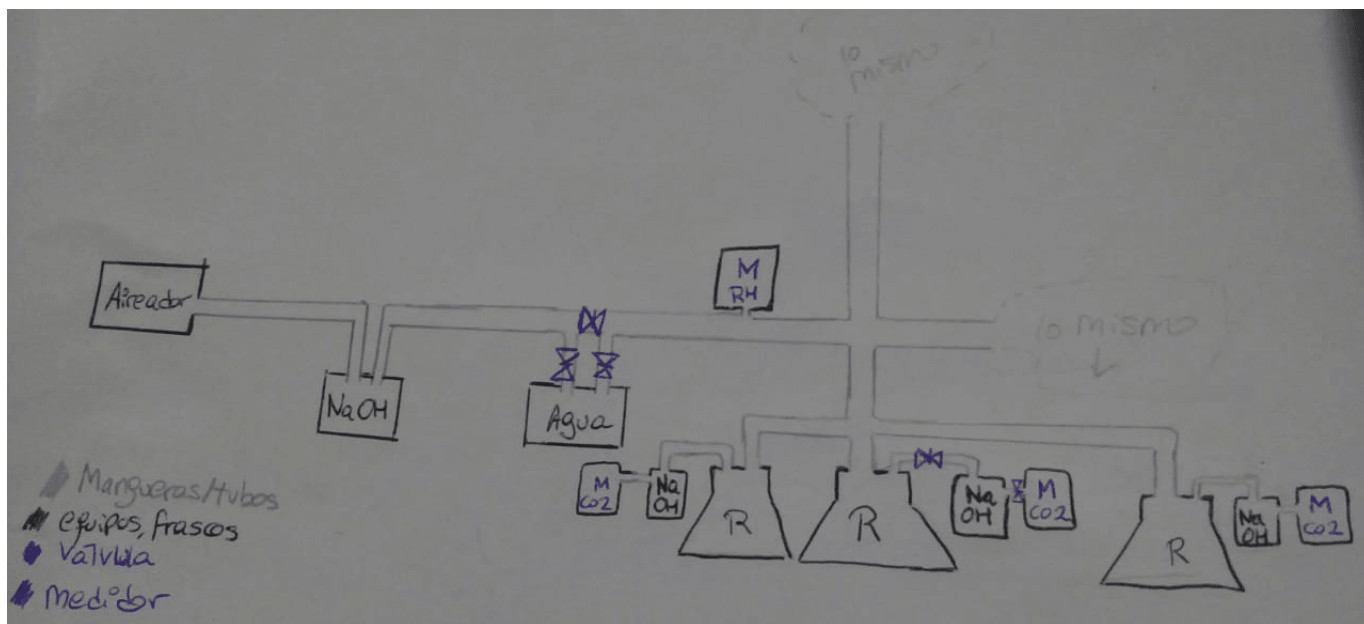 lo
mismo
M
RH
Aireador
lo mismo
NaOH
Agua
M
CO2
Na
OH
R
R
Na
OH
M
CO2
R
Na
OH
M
CO2
Mangueras/tubos
equipos, frascos
Valvula
medidor